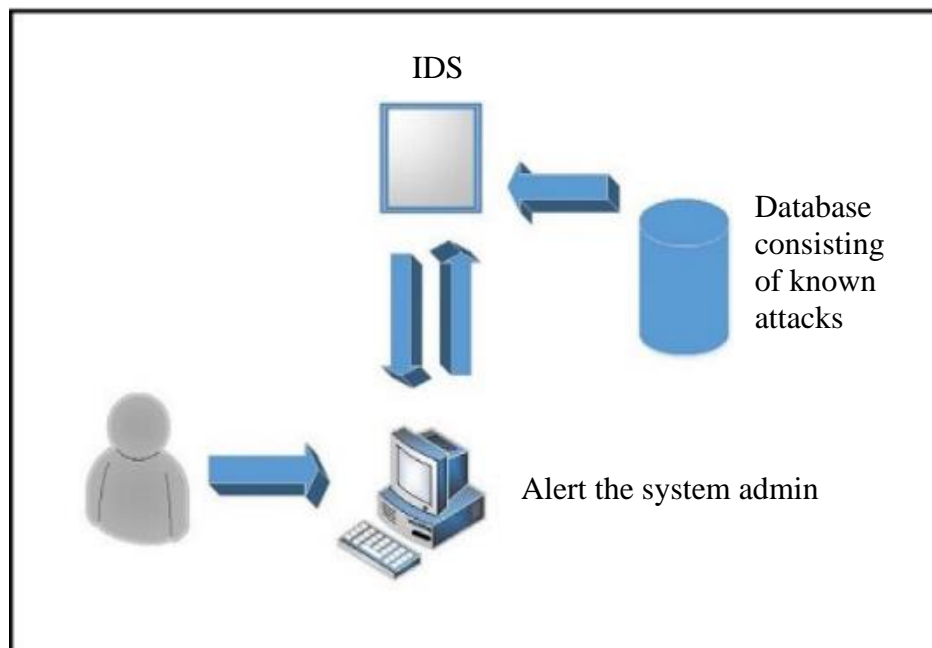 IDS
Database
consisting
of known
attacks
Alert the system admin